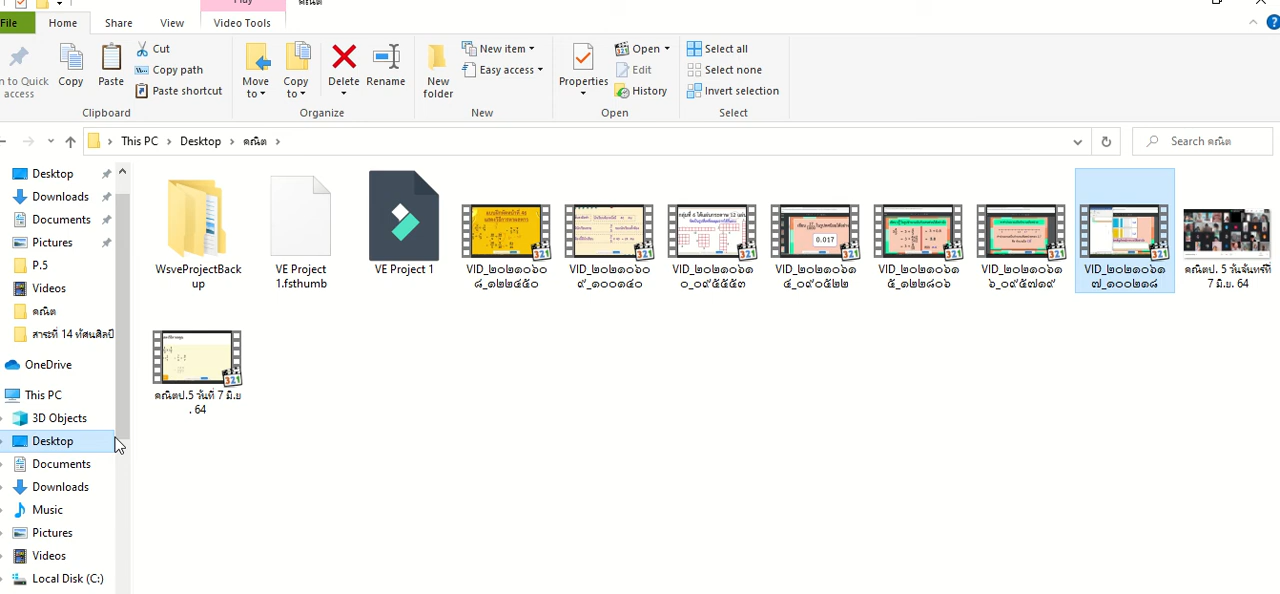 Play
คณิต
File
Home
Share
View
Video Tools
Cut
Copy path
Paste shortcut
n to Quick
access
Copy
Paste
Move
to
Copy
to
Delete
Rename
New
folder
New item
Easy access
Properties
Open
Edit
History
Select all
Select none
Invert selection
Clipboard
Organize
New
Open
Select
This PC
Desktop
คณิต
Search คณิต
Desktop
Downloads
Documents
Pictures
P.5
Videos
คณิต
สาระที่ 14 ทัศนศิลป์
OneDrive
This PC
3D Objects
Desktop
Documents
Downloads
Music
Pictures
Videos
Local Disk (C:)
WsveProjectBack
up
VE Project
1.fsthumb
VE Project 1
VID_๒๐๒๑๐๖๐
๘_๑๒๒๔๕๐
VID_๒๐๒๑๐๖๐
๙_๑๐๐๑๔๐
VID_๒๐๒๑๐๖๑
๐_๐๙๕๕๕๓
VID_๒๐๒๑๐๖๑
๔_๐๙๐๕๒๒
VID_๒๐๒๑๐๖๑
๕_๑๒๒๘๐๖
VID_๒๐๒๑๐๖๑
๖_๐๙๕๗๑๙
VID_๒๐๒๑๐๖๑
๗_๑๐๐๒๑๘
คณิตป. 5 วันจันทร์ที่
7 มิ.ย. 64
0.017
คณิตป.5 วันที่ 7 มิ.ย
. 64